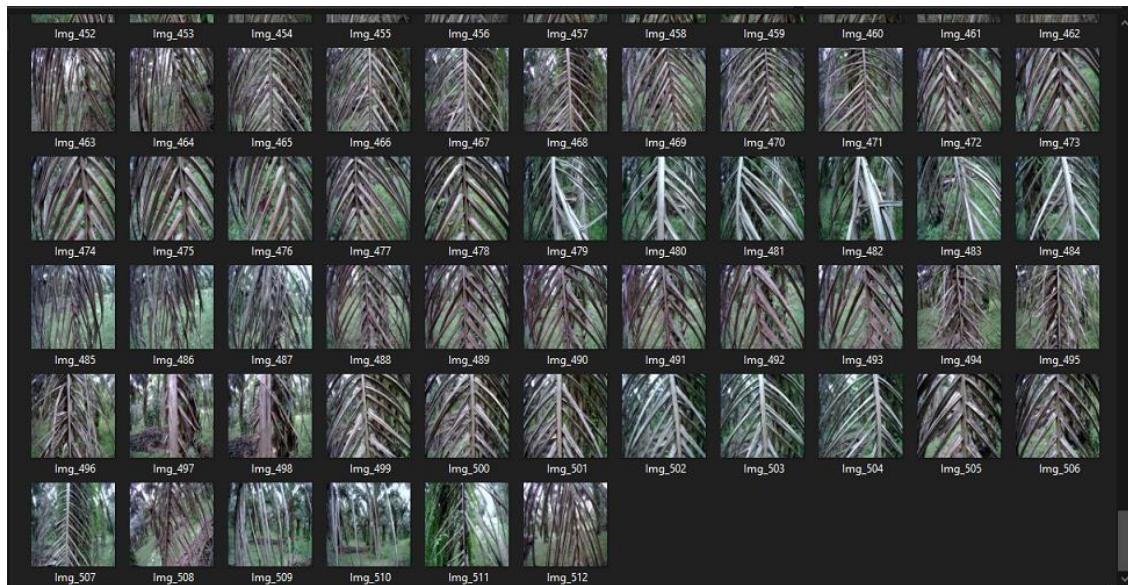 Img_452 Img_453 Img_454 Img_455 Img_456 Img_457 Img_458 Img_459 Img_460 Img_461 Img_462
Img_463 Img_464 Img_465 Img_466 Img_467 Img_468 Img_469 Img_470 Img_471 Img_472 Img_473
Img_474 Img_475 Img_476 Img_477 Img_478 Img_479 Img_480 Img_481 Img_482 Img_483 Img_484
Img_485 Img_486 Img_487 Img_488 Img_489 Img_490 Img_491 Img_492 Img_493 Img_494 Img_495
Img_496 Img_497 Img_498 Img_499 Img_500 Img_501 Img_502 Img_503 Img_504 Img_505 Img_506
Img_507 Img_508 Img_509 Img_510 Img_511 Img_512